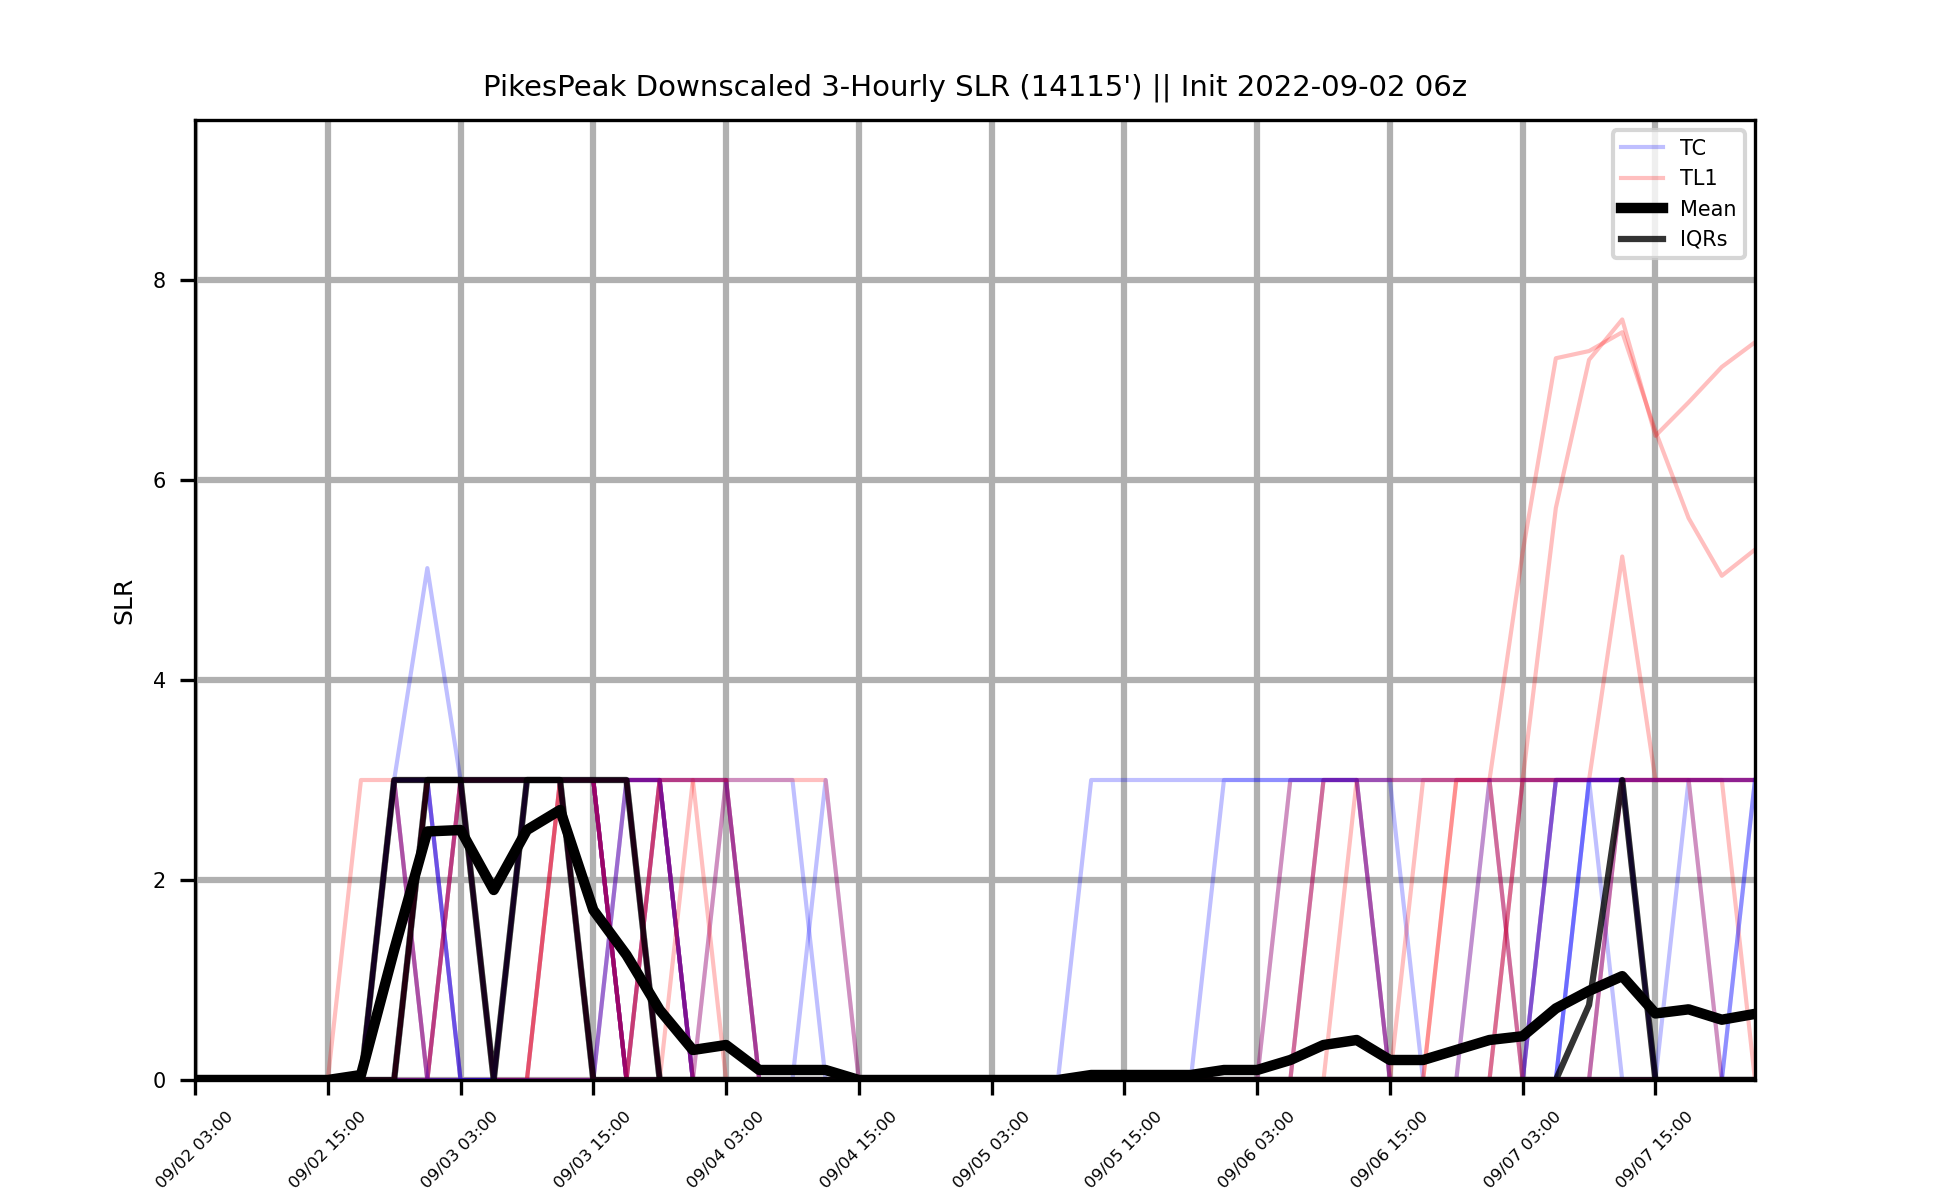 PikesPeak Downscaled 3-Hourly SLR (14115') || Init 2022-09-02 06z
TC
TL1
Mean
IQRs
8
6
4
2
0
SLR
09/02 03:00
09/02 15:00
09/03 03:00
09/03 15:00
09/04 03:00
09/04 15:00
09/05 03:00
09/05 15:00
09/06 03:00
09/06 15:00
09/07 03:00
09/07 15:00